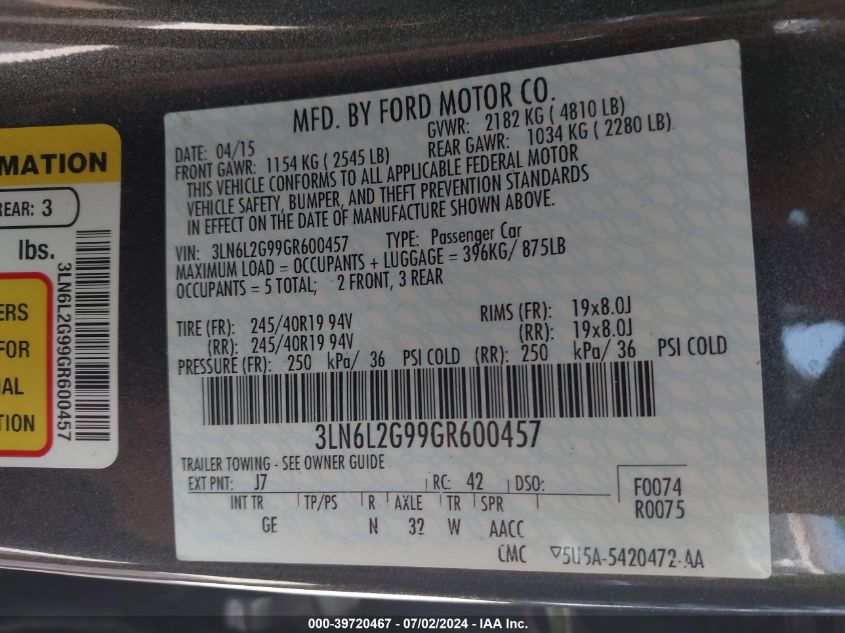 MFD. BY FORD MOTOR CO.
DATE: 04/15 GVWR: 2182 KG ( 4810 LB)
FRONT GAWR: 1154 KG ( 2545 LB) REAR GAWR: 1034 KG ( 2280 LB)
THIS VEHICLE CONFORMS TO ALL APPLICABLE FEDERAL MOTOR
VEHICLE SAFETY, BUMPER, AND THEFT PREVENTION STANDARDS
IN EFFECT ON THE DATE OF MANUFACTURE SHOWN ABOVE.
VIN: 3LN6L2G99GR600457 TYPE: Passenger Car
MAXIMUM LOAD = OCCUPANTS + LUGGAGE = 396KG/ 875LB
OCCUPANTS = 5 TOTAL; 2 FRONT, 3 REAR
TIRE (FR): 245/40R19 94V RIMS (FR): 19x8.0J
(RR): 245/40R19 94V (RR): 19x8.0J
PRESSURE (FR): 250 kPa/ 36 PSI COLD (RR): 250 kPa/ 36 PSI COLD
3LN6L2G99GR600457
TRAILER TOWING - SEE OWNER GUIDE
EXT PNT: J7 RC: 42 DSO: F0074
INT TR TP/PS R AXLE TR SPR R0075
GE N 32 W AACC
CMC ▽5U5A-5420472-AA
MATION
REAR: 3
lbs.
ERS
FOR
IAL
TION
3LN6L2G99GR600457
000-39720467 - 07/02/2024 - IAA Inc.